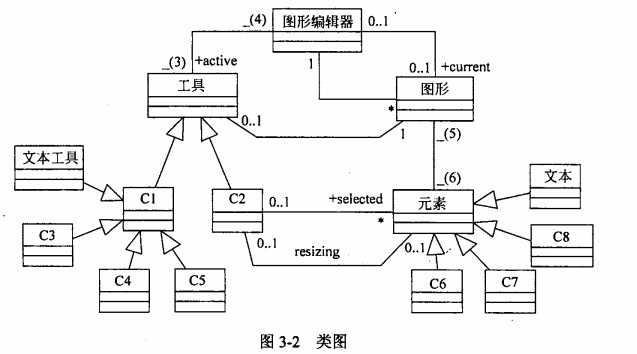 _(4)
图形编辑器
0..1
_(3)
+active
1
0..1
+current
工具
图形
0..1
*
1
_(5)
文本工具
_(6)
文本
C1
C2
0..1
+selected
元素
*
C3
0..1
resizing
0..1
C8
C4
C5
C6
C7
图 3-2 类图